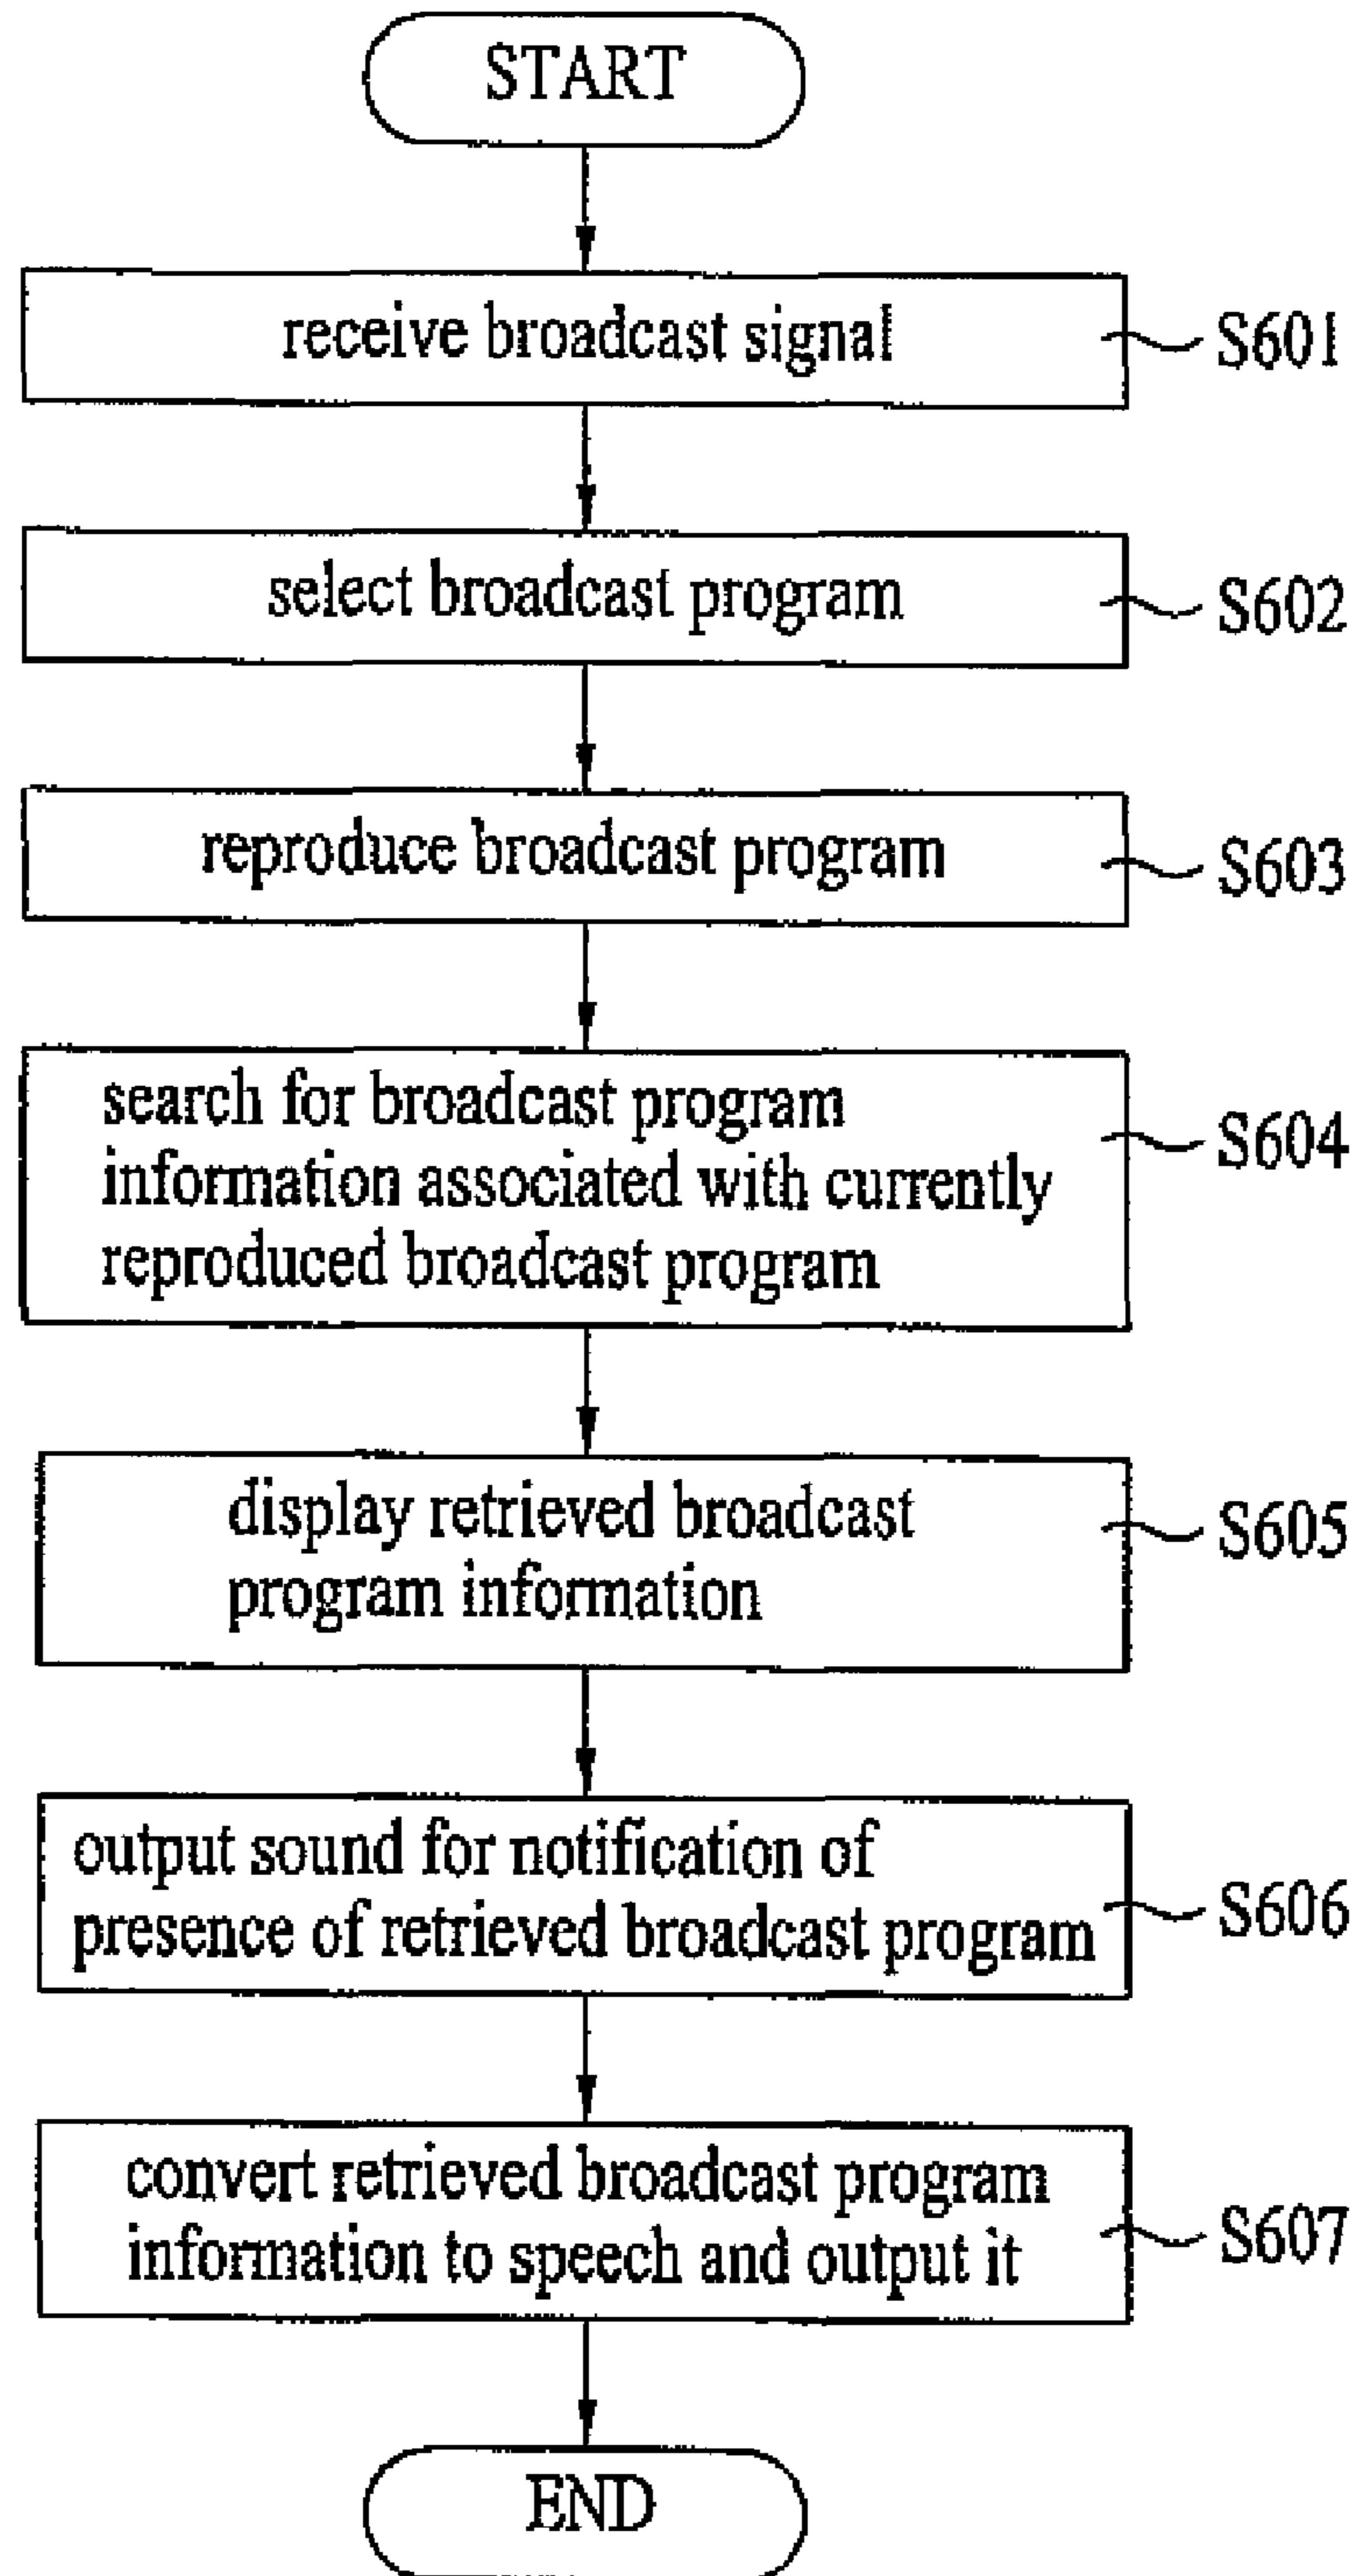 START
receive broadcast signal
S601
select broadcast program
S602
reproduce broadcast program
S603
search for broadcast program
information associated with currently
reproduced broadcast program
S604
display retrieved broadcast
program information
S605
output sound for notification of
presence of retrieved broadcast program
S606
convert retrieved broadcast program
information to speech and output it
S607
END